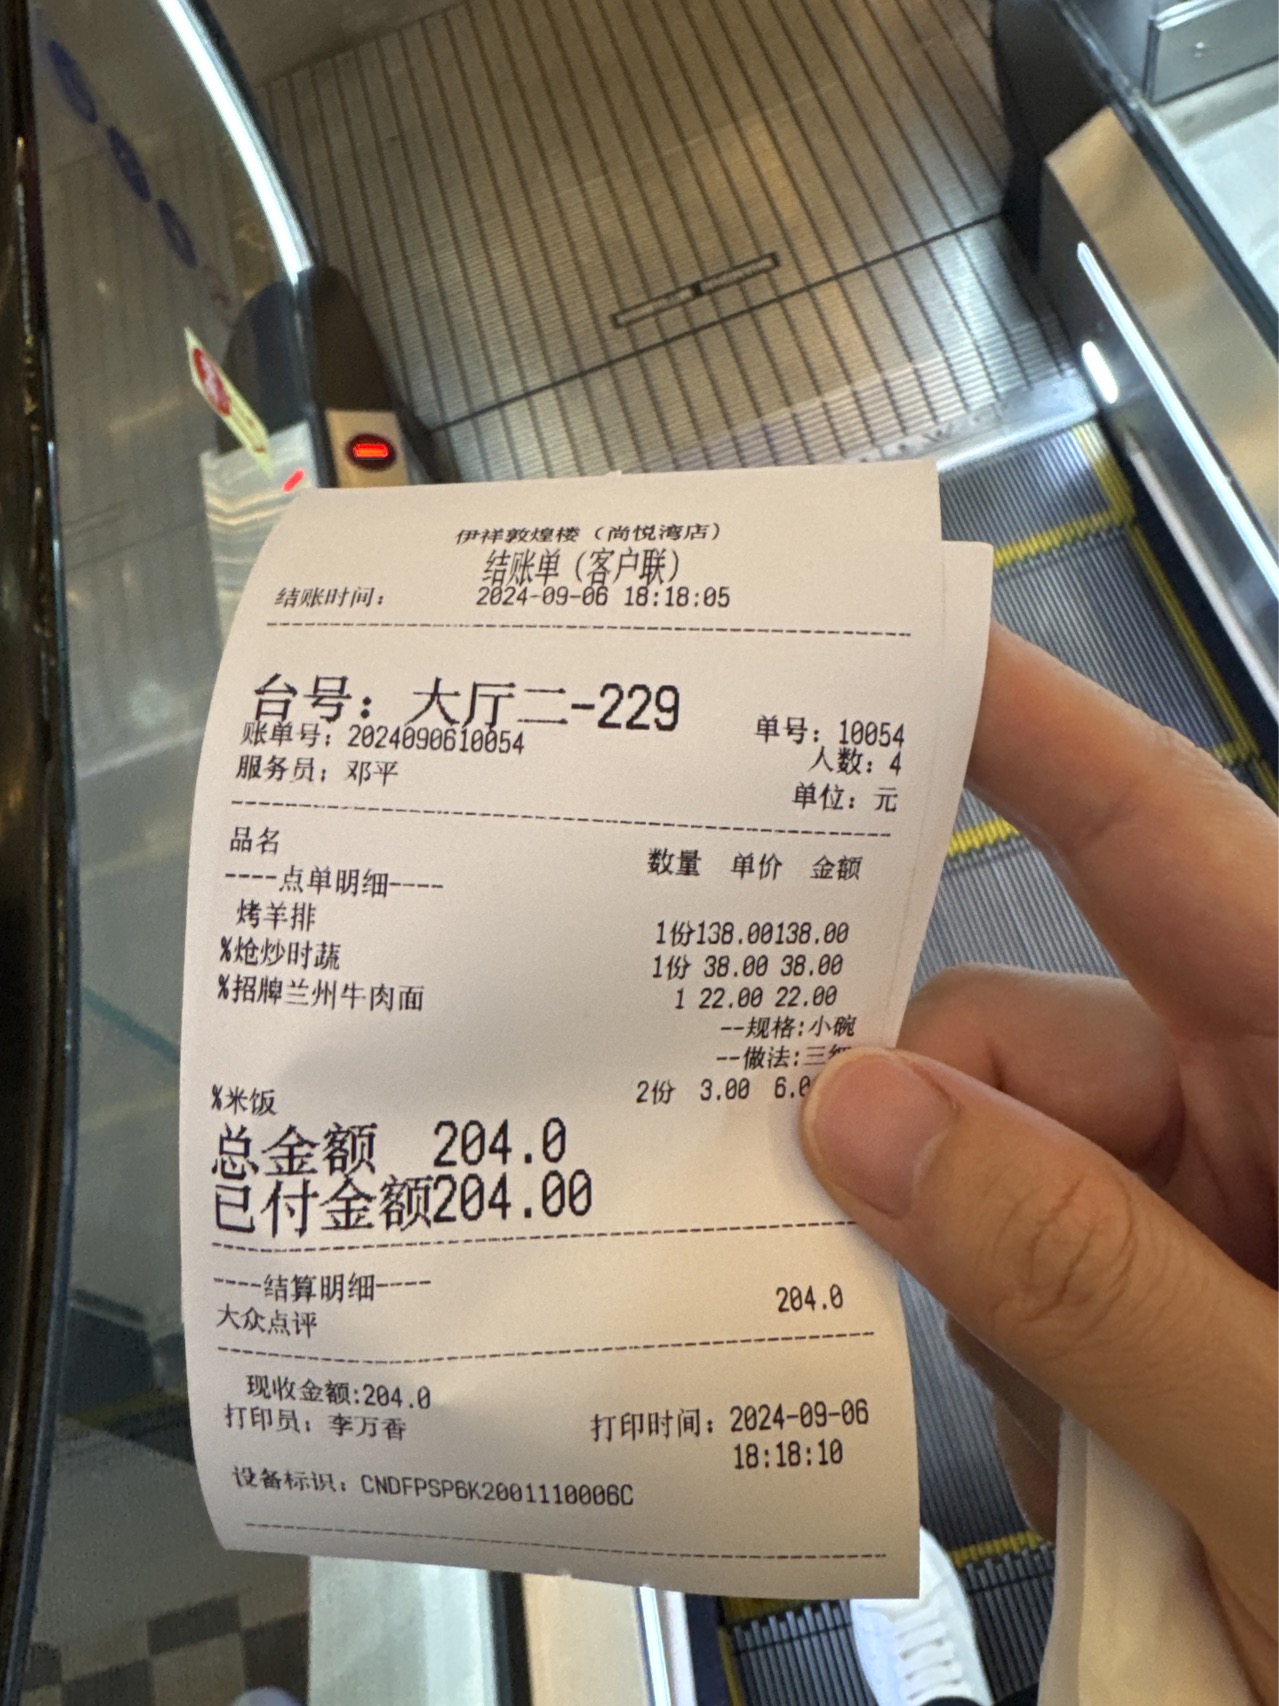 伊祥敦煌楼（尚悦湾店）
结账单（客户联）
结账时间： 2024-09-06 18:18:05
台号：大厅二-229
账单号：2024090610054 单号：10054
服务员：邓平 人数：4
单位：元
品名 数量 单价 金额
----点单明细----
烤羊排 1份138.00138.00
%炝炒时蔬 1份 38.00 38.00
%招牌兰州牛肉面 1 22.00 22.00
--规格:小碗
--做法:三细
%米饭 2份 3.00 6.0
总金额 204.0
已付金额204.00
----结算明细----
大众点评 204.0
现收金额:204.0
打印员：李万香 打印时间：2024-09-06
18:18:10
设备标识：CNDFPSP6K2001110006C